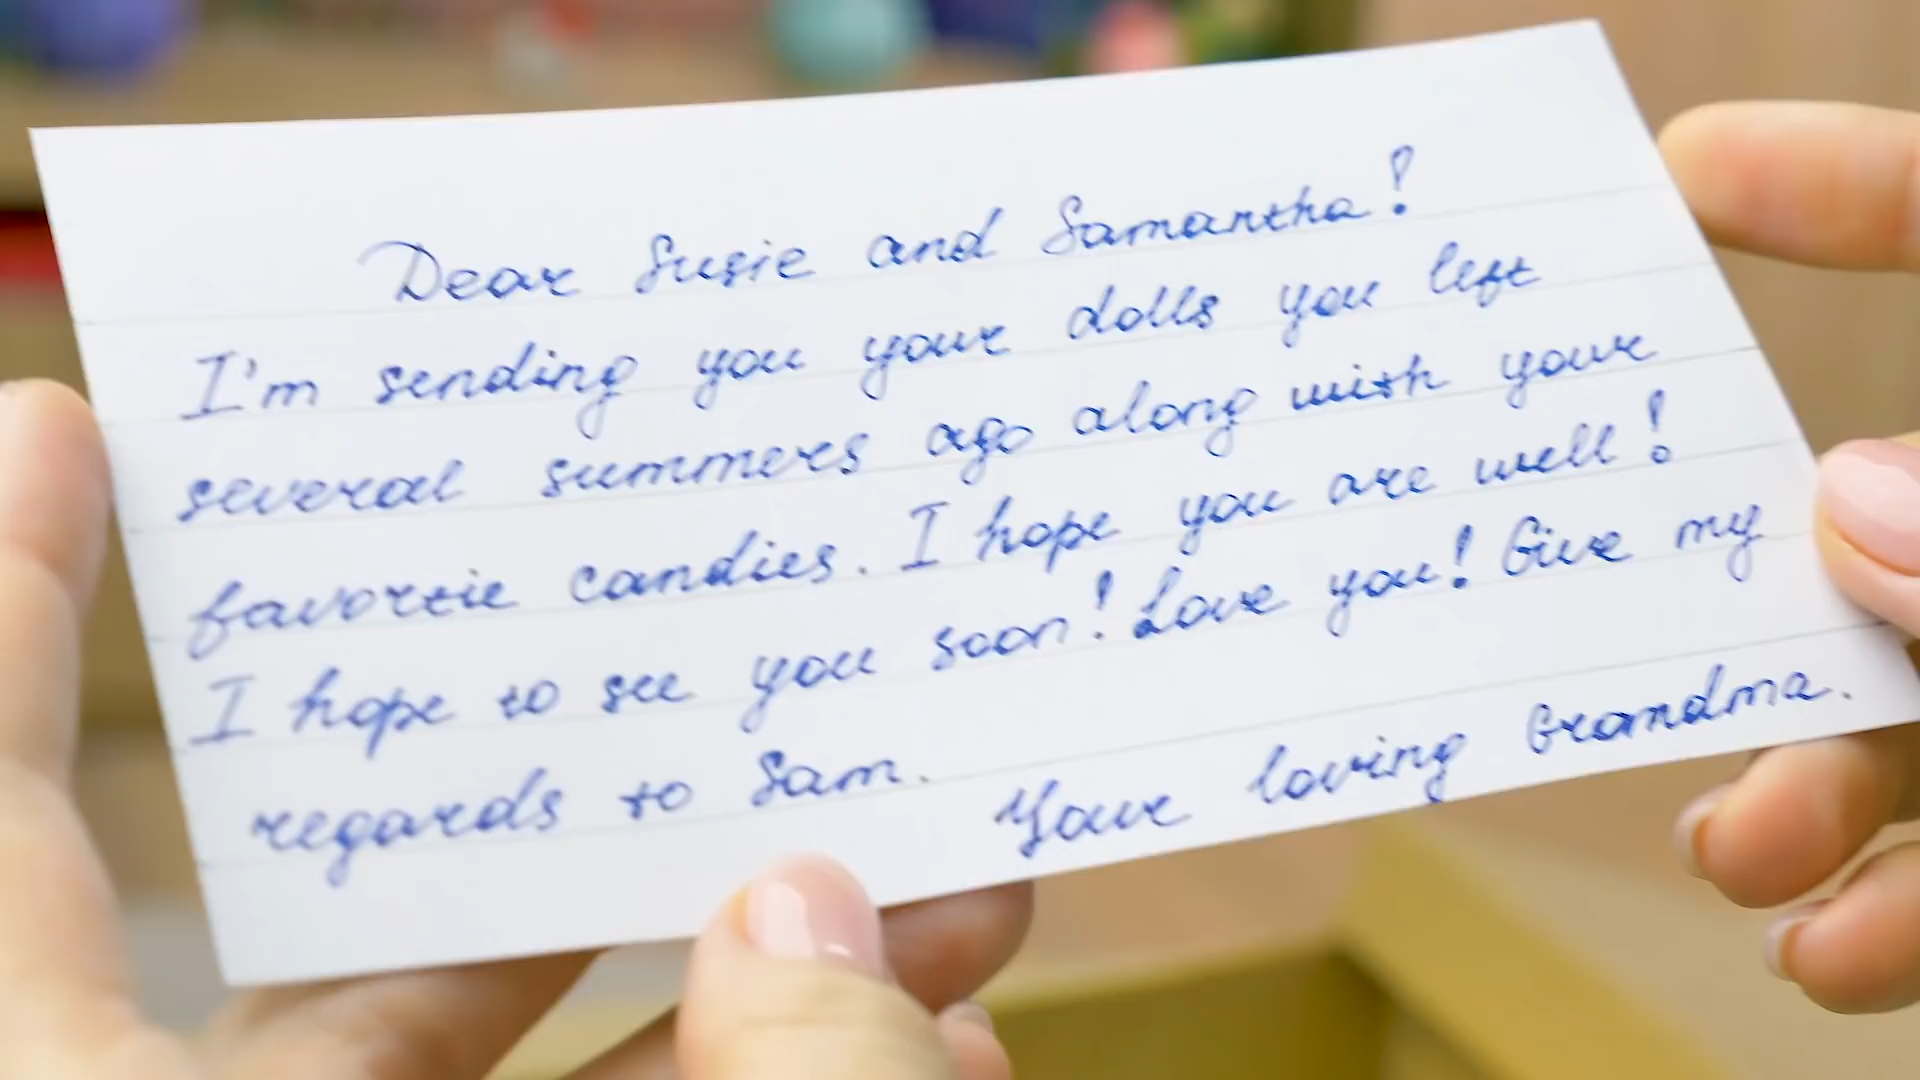 Dear Susie and Samantha!
I'm sending you your dolls you left
several summers ago along with your
favortie candies. I hope you are well!
I hope to see you soon! Love you! Give my
regards to Sam.
Your loving Grandma.